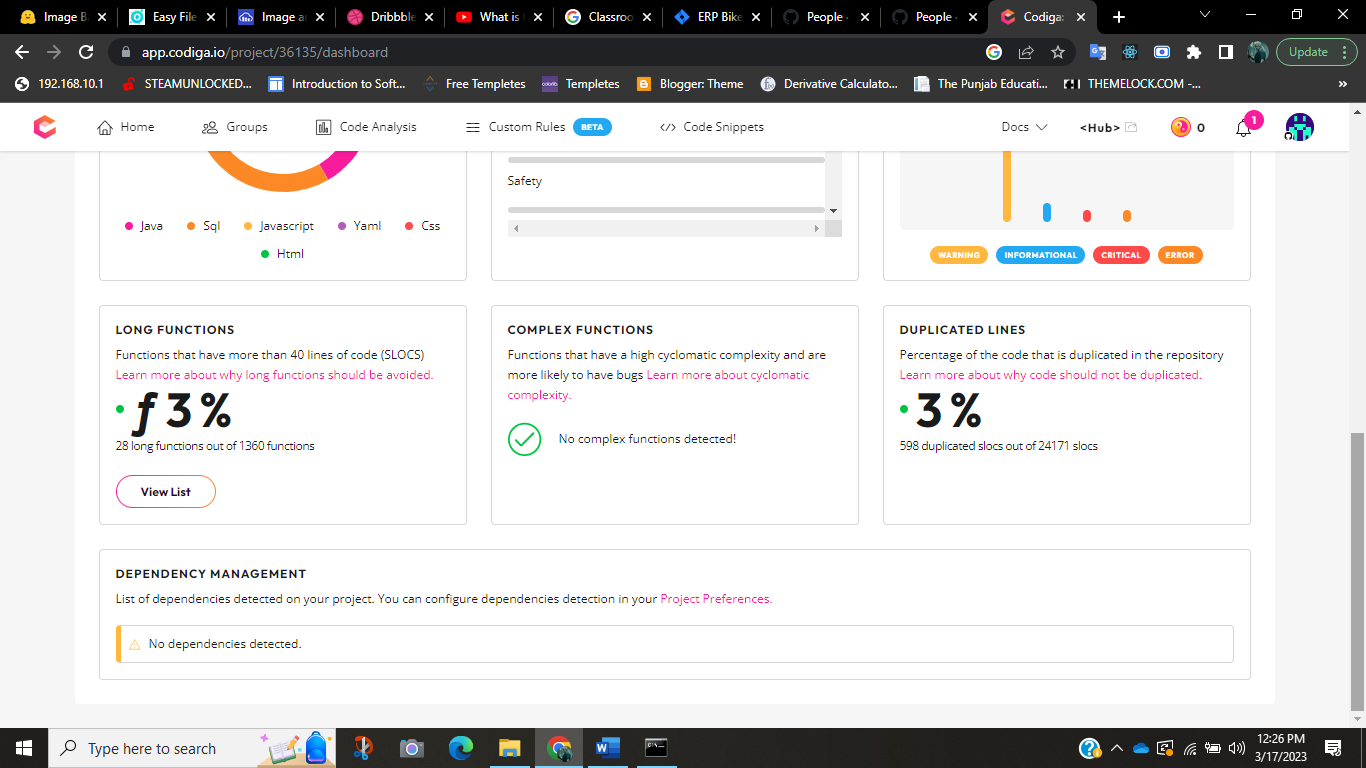 Image B
Easy File
Image a
Dribbble
What is
Classroo
ERP Bike
People
People
Codiga:
app.codiga.io/project/36135/dashboard
Update
192.168.10.1
STEAMUNLOCKED...
Introduction to Soft...
Free Templetes
Templetes
Blogger: Theme
Derivative Calculato...
The Punjab Educati...
THEMELOCK.COM -...
»
Home
Groups
Code Analysis
Custom Rules
BETA
Code Snippets
Docs
<Hub>
0
1
Java
Sql
Javascript
Yaml
Css
Html
Safety
WARNING
INFORMATIONAL
CRITICAL
ERROR
LONG FUNCTIONS
Functions that have more than 40 lines of code (SLOCS)
Learn more about why long functions should be avoided.
ƒ 3 %
28 long functions out of 1360 functions
View List
COMPLEX FUNCTIONS
Functions that have a high cyclomatic complexity and are
more likely to have bugs Learn more about cyclomatic
complexity.
No complex functions detected!
DUPLICATED LINES
Percentage of the code that is duplicated in the repository
Learn more about why code should not be duplicated.
3 %
598 duplicated slocs out of 24171 slocs
DEPENDENCY MANAGEMENT
List of dependencies detected on your project. You can configure dependencies detection in your Project Preferences.
No dependencies detected.
Type here to search
12:26 PM
3/17/2023